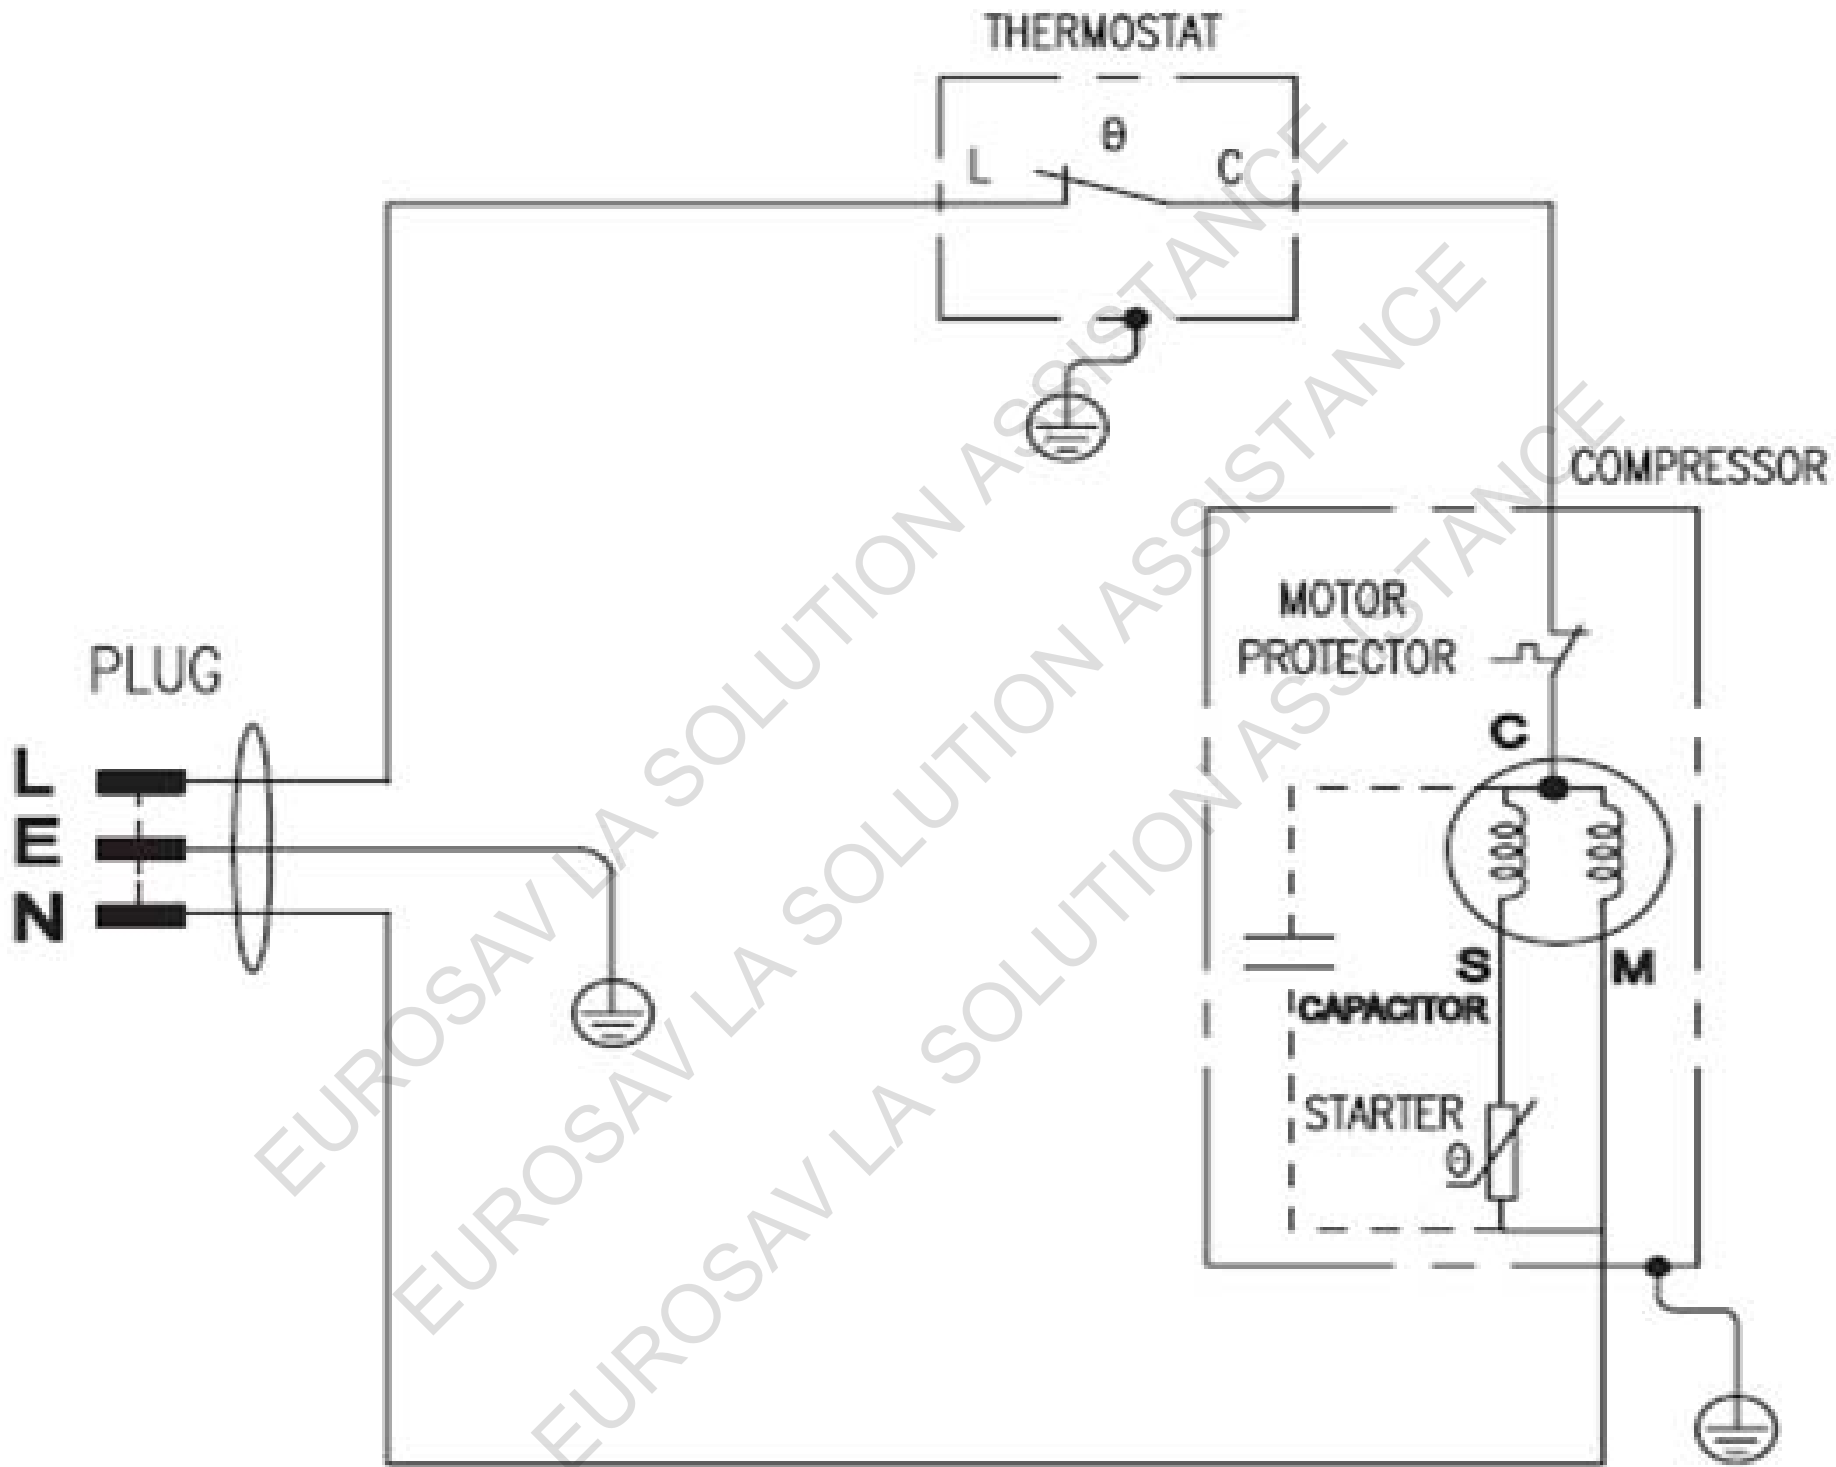 THERMOSTAT
θ
L
C
COMPRESSOR
MOTOR
PROTECTOR
PLUG
C
L
E
N
S
M
CAPACITOR
STARTER
θ
EUROSAV LA SOLUTION ASSISTANCE
EUROSAV LA SOLUTION ASSISTANCE
EUROSAV LA SOLUTION ASSISTANCE